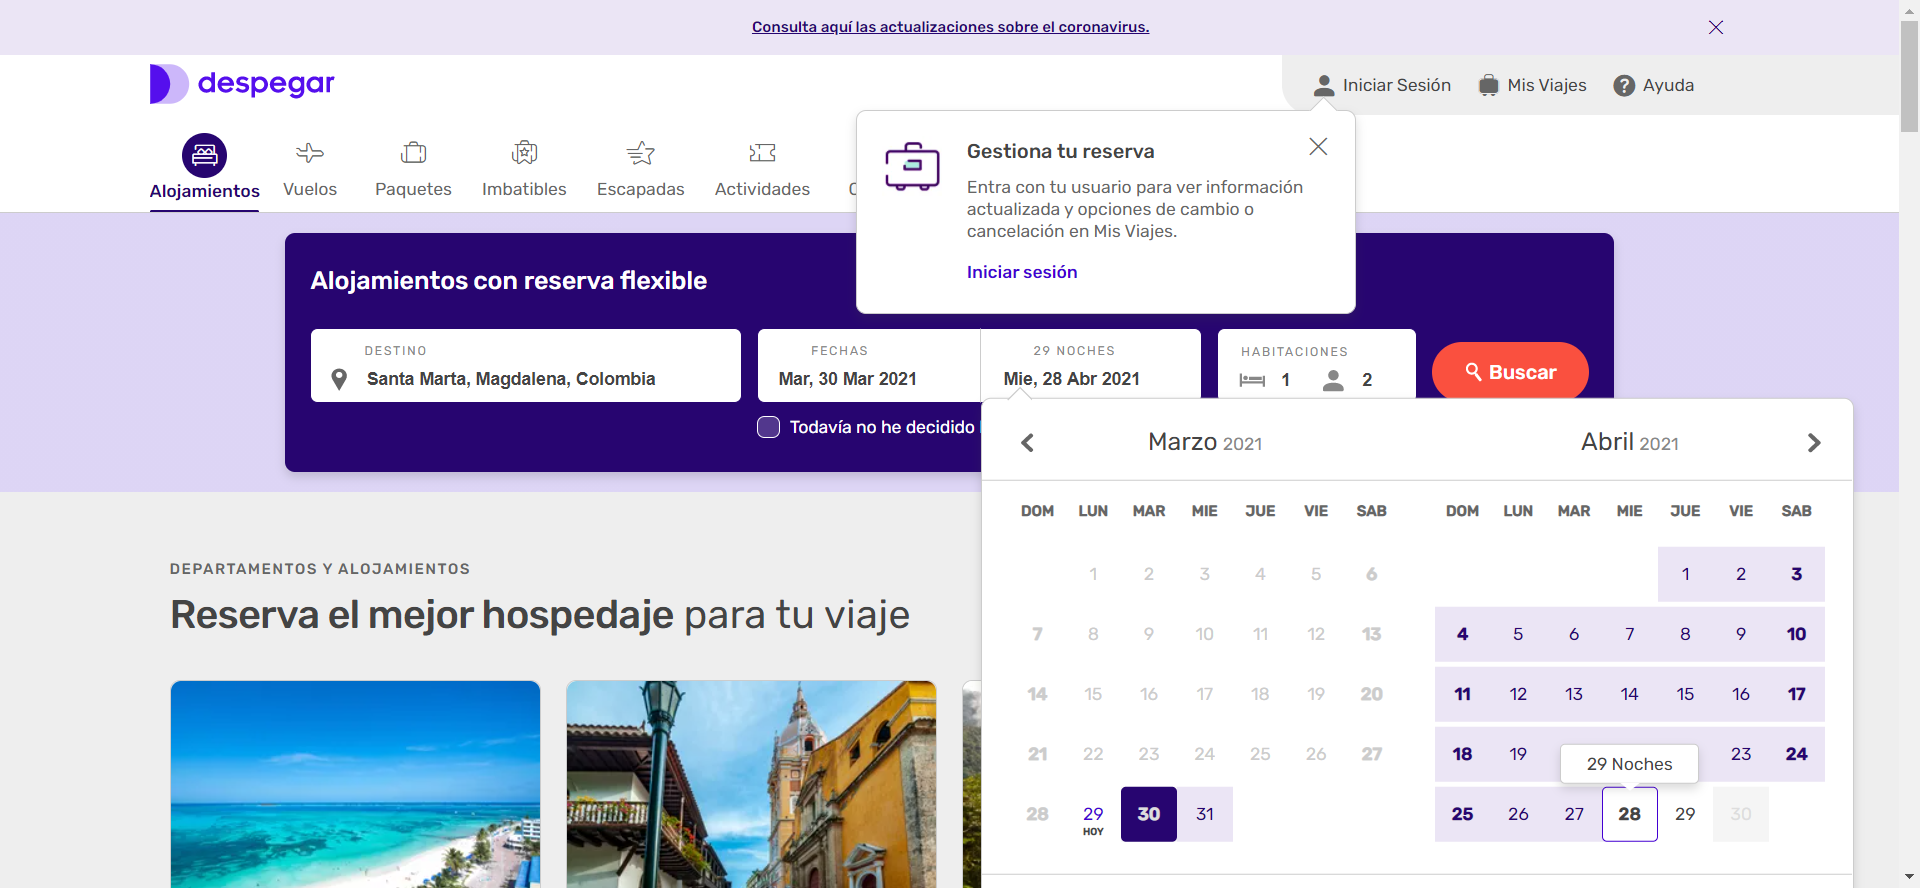 Consulta aquí las actualizaciones sobre el coronavirus.
despegar
Iniciar Sesión
Mis Viajes
? Ayuda
Alojamientos
Vuelos
Paquetes
Imbatibles
Escapadas
Actividades
Gestiona tu reserva
Entra con tu usuario para ver información
actualizada y opciones de cambio o
cancelación en Mis Viajes.
Iniciar sesión
Alojamientos con reserva flexible
DESTINO
Santa Marta, Magdalena, Colombia
FECHAS
Mar, 30 Mar 2021
29 NOCHES
Mie, 28 Abr 2021
HABITACIONES
1 2
Buscar
Todavía no he decidido
Marzo 2021
DOM LUN MAR MIE JUE VIE SAB
1 2 3 4 5 6
7 8 9 10 11 12 13
14 15 16 17 18 19 20
21 22 23 24 25 26 27
28 29 30 31
HOY
Abril 2021
DOM LUN MAR MIE JUE VIE SAB
1 2 3
4 5 6 7 8 9 10
11 12 13 14 15 16 17
18 19 23 24
29 Noches
25 26 27 28 29 30
DEPARTAMENTOS Y ALOJAMIENTOS
Reserva el mejor hospedaje para tu viaje